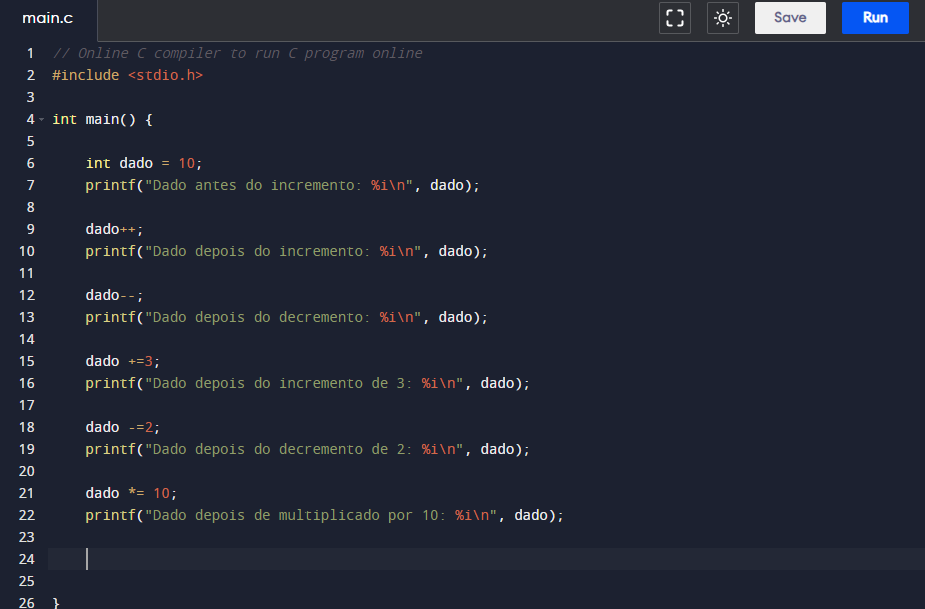 main.c
Save
Run
1 // Online C compiler to run C program online
2 #include <stdio.h>
3
4 int main() {
5
6 int dado = 10;
7 printf("Dado antes do incremento: %i\n", dado);
8
9 dado++;
10 printf("Dado depois do incremento: %i\n", dado);
11
12 dado--;
13 printf("Dado depois do decremento: %i\n", dado);
14
15 dado +=3;
16 printf("Dado depois do incremento de 3: %i\n", dado);
17
18 dado -=2;
19 printf("Dado depois do decremento de 2: %i\n", dado);
20
21 dado *= 10;
22 printf("Dado depois de multiplicado por 10: %i\n", dado);
23
24
25
26 }